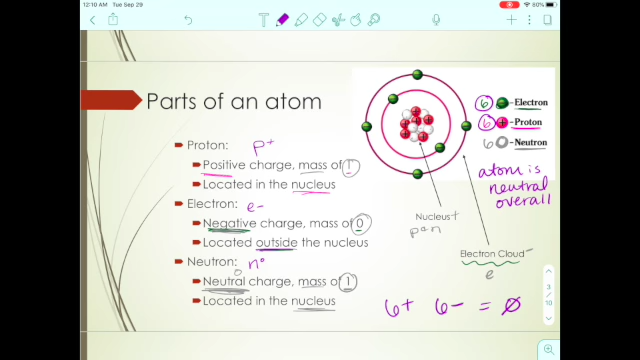 12:10 AM Tue Sep 29
80%
Parts of an atom
Proton: p+
Positive charge, mass of 1
Located in the nucleus
Electron: e-
Negative charge, mass of 0
Located outside the nucleus
Neutron: n°
Neutral charge, mass of 1
Located in the nucleus
6 - -Electron
6 + -Proton
6 -Neutron
atom is
neutral
overall
Nucleus+
p and n
Electron Cloud-
e
6+ 6- = 0
3
/
10